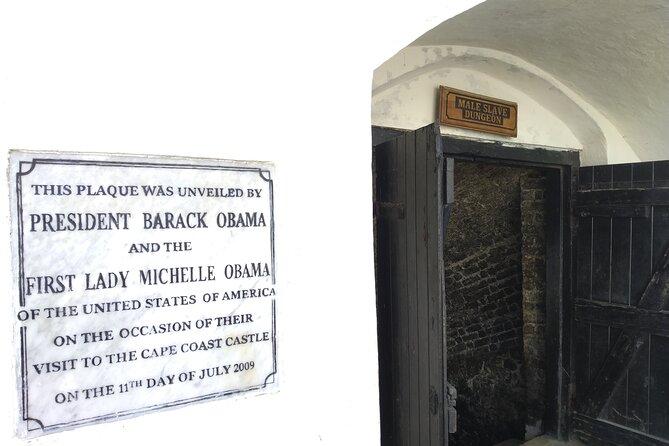 THIS PLAQUE WAS UNVEILED BY
PRESIDENT BARACK OBAMA
AND THE
FIRST LADY MICHELLE OBAMA
OF THE UNITED STATES OF AMERICA
ON THE OCCASION OF THEIR
VISIT TO THE CAPE COAST CASTLE
ON THE 11TH DAY OF JULY 2009
MALE SLAVE
DUNGEON